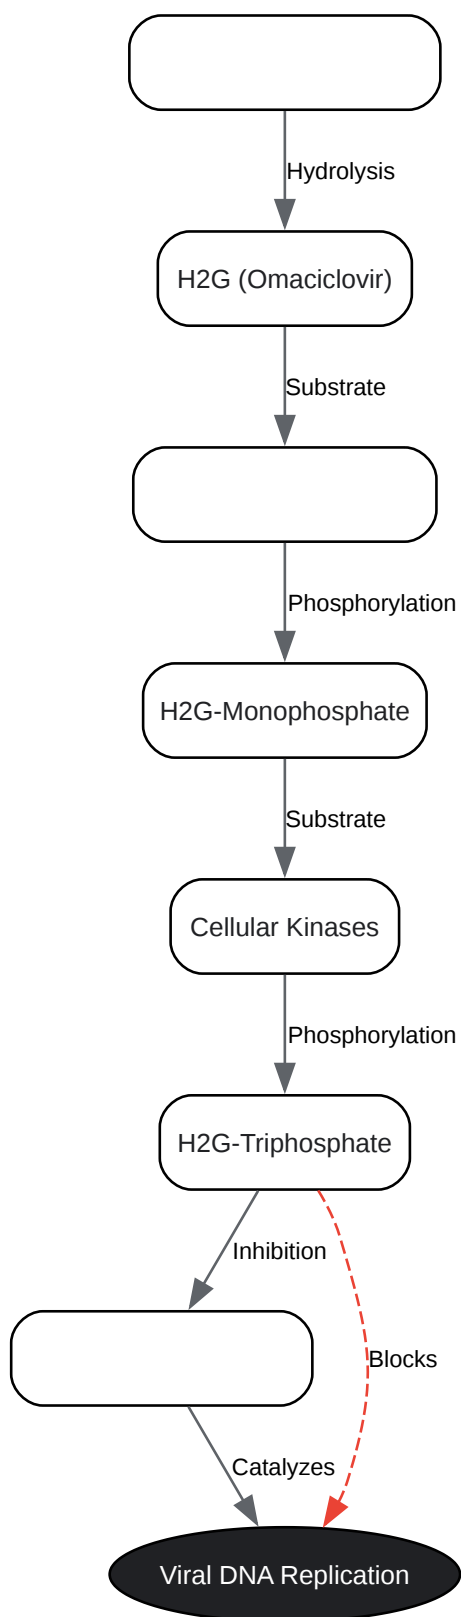 Hydrolysis
H2G (Omaciclovir)
Substrate
Phosphorylation
H2G-Monophosphate
Substrate
Cellular Kinases
Phosphorylation
H2G-Triphosphate
Inhibition
Blocks
Catalyzes
Viral DNA Replication